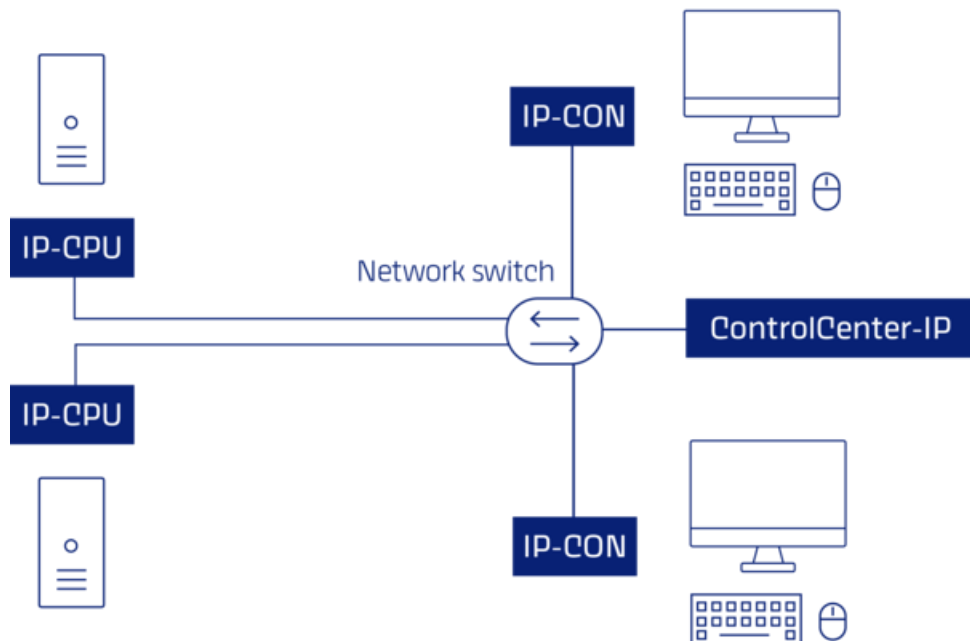 IP-CON
IP-CPU
Network switch
ControlCenter-IP
IP-CPU
IP-CON